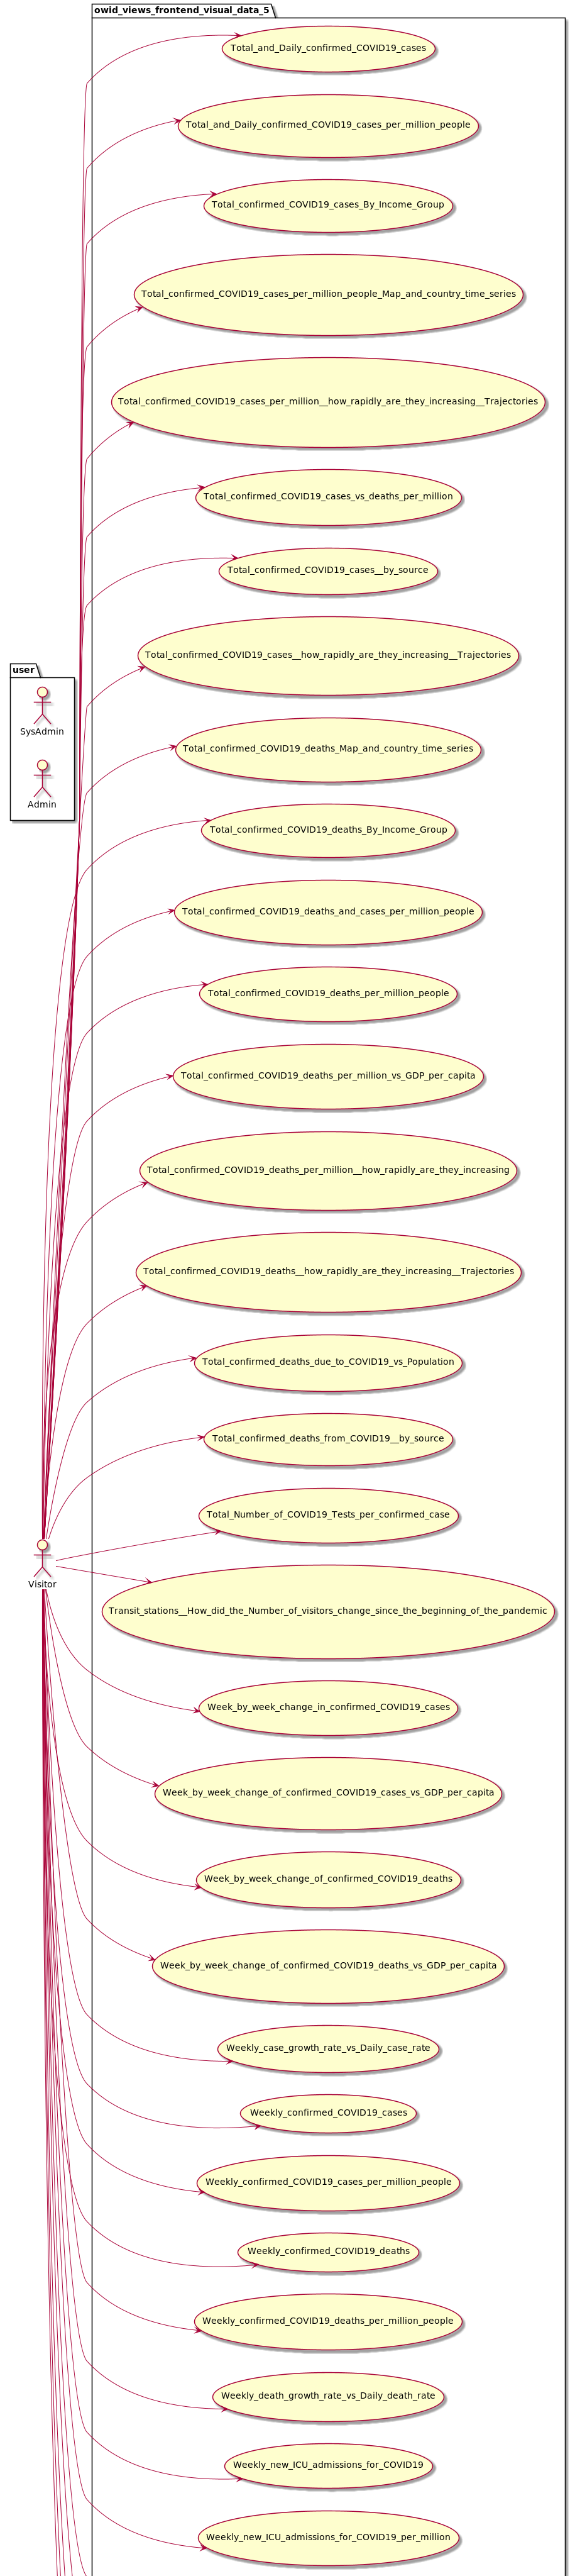 owid_views_frontend_visual_data_5
Total_and_Daily_confirmed_COVID19_cases
Total_and_Daily_confirmed_COVID19_cases_per_million_people
Total_confirmed_COVID19_cases_By_Income_Group
Total_confirmed_COVID19_cases_per_million_people_Map_and_country_time_series
Total_confirmed_COVID19_cases_per_million__how_rapidly_are_they_increasing__Trajectories
Total_confirmed_COVID19_cases_vs_deaths_per_million
Total_confirmed_COVID19_cases__by_source
Total_confirmed_COVID19_cases__how_rapidly_are_they_increasing__Trajectories
user
SysAdmin
Total_confirmed_COVID19_deaths_Map_and_country_time_series
Admin
Total_confirmed_COVID19_deaths_By_Income_Group
Total_confirmed_COVID19_deaths_and_cases_per_million_people
Total_confirmed_COVID19_deaths_per_million_people
Total_confirmed_COVID19_deaths_per_million_vs_GDP_per_capita
Total_confirmed_COVID19_deaths_per_million__how_rapidly_are_they_increasing
Total_confirmed_COVID19_deaths__how_rapidly_are_they_increasing__Trajectories
Total_confirmed_deaths_due_to_COVID19_vs_Population
Total_confirmed_deaths_from_COVID19__by_source
Total_Number_of_COVID19_Tests_per_confirmed_case
Visitor
Transit_stations__How_did_the_Number_of_visitors_change_since_the_beginning_of_the_pandemic
Week_by_week_change_in_confirmed_COVID19_cases
Week_by_week_change_of_confirmed_COVID19_cases_vs_GDP_per_capita
Week_by_week_change_of_confirmed_COVID19_deaths
Week_by_week_change_of_confirmed_COVID19_deaths_vs_GDP_per_capita
Weekly_case_growth_rate_vs_Daily_case_rate
Weekly_confirmed_COVID19_cases
Weekly_confirmed_COVID19_cases_per_million_people
Weekly_confirmed_COVID19_deaths
Weekly_confirmed_COVID19_deaths_per_million_people
Weekly_death_growth_rate_vs_Daily_death_rate
Weekly_new_ICU_admissions_for_COVID19
Weekly_new_ICU_admissions_for_COVID19_per_million